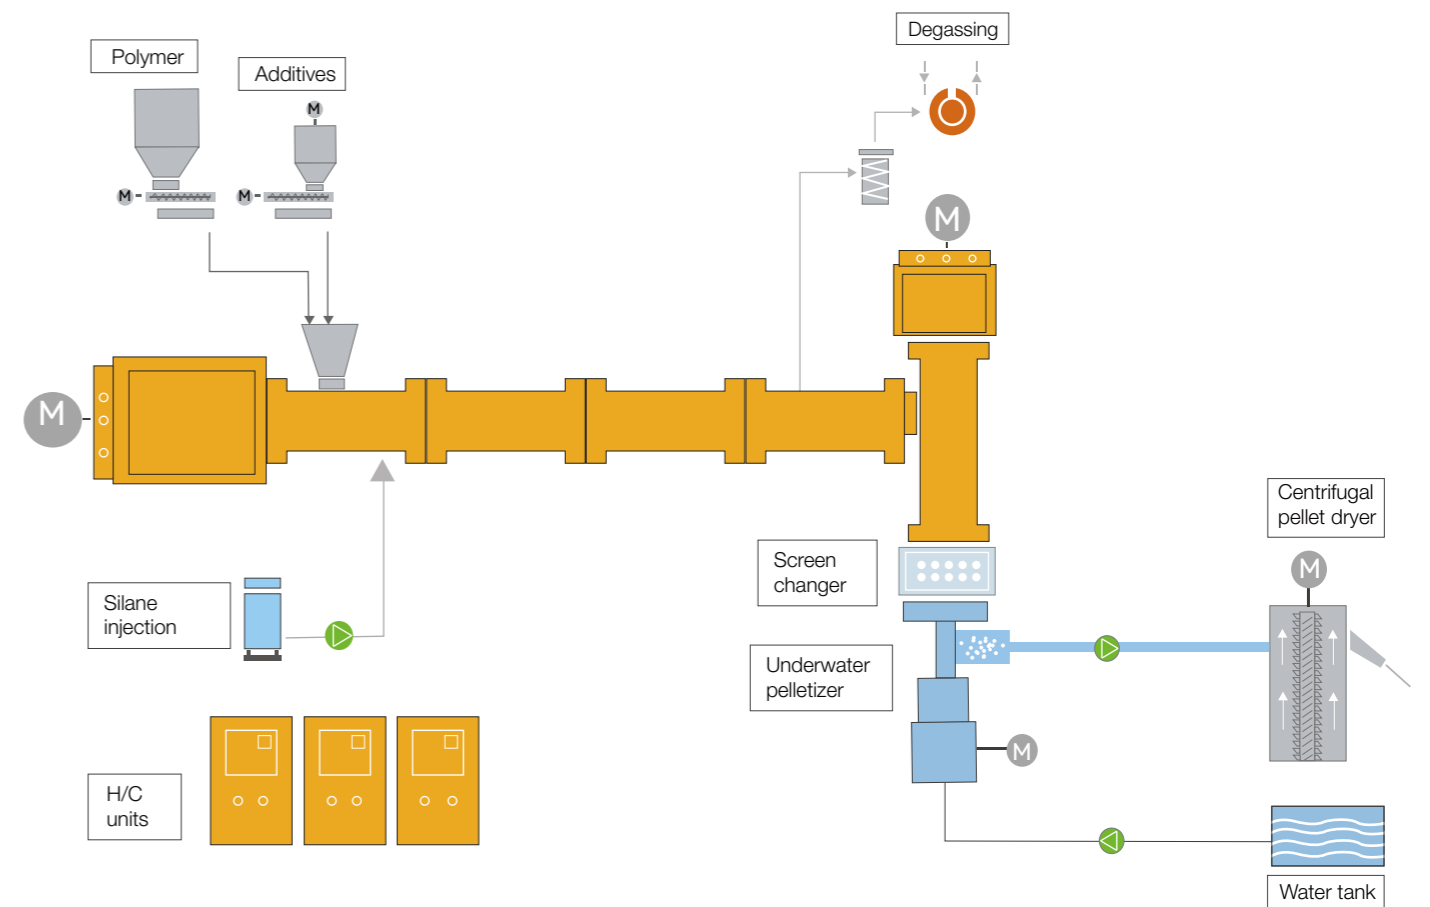 Degassing
Polymer
Additives
M
M
M
M
M
Centrifugal
pellet dryer
Screen
changer
M
Silane
injection
Underwater
pelletizer
M
H/C
units
Water tank